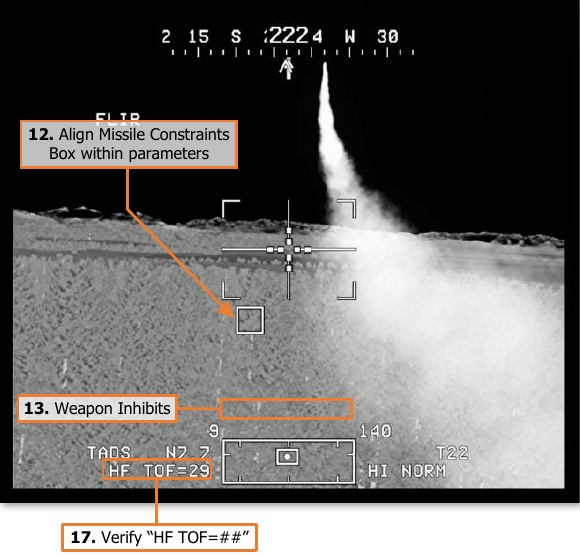 2 15 S 222 4 W 30
FLIR
12. Align Missile Constraints
Box within parameters
13. Weapon Inhibits
9 140
TADS N7.7 T22
HF TOF=29 HI NORM
17. Verify “HF TOF=##”